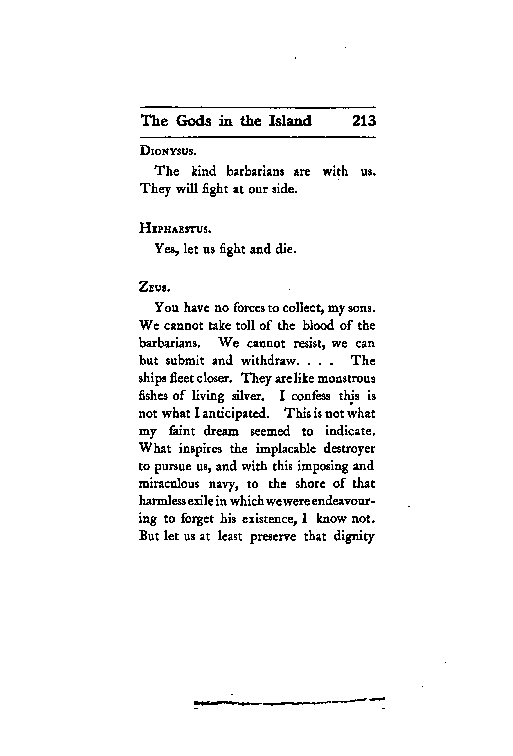 The Gods in the Island 213
Dionysus.
The kind barbarians are with us.
They will fight at our side.
Hephaestus.
Yes, let us fight and die.
Zeus.
You have no forces to collect, my sons.
We cannot take toll of the blood of the
barbarians. We cannot resist, we can
but submit and withdraw. . . . The
ships fleet closer. They are like monstrous
fishes of living silver. I confess this is
not what I anticipated. This is not what
my faint dream seemed to indicate.
What inspires the implacable destroyer
to pursue us, and with this imposing and
miraculous navy, to the shore of that
harmless exile in which we were endeavour-
ing to forget his existence, I know not.
But let us at least preserve that dignity